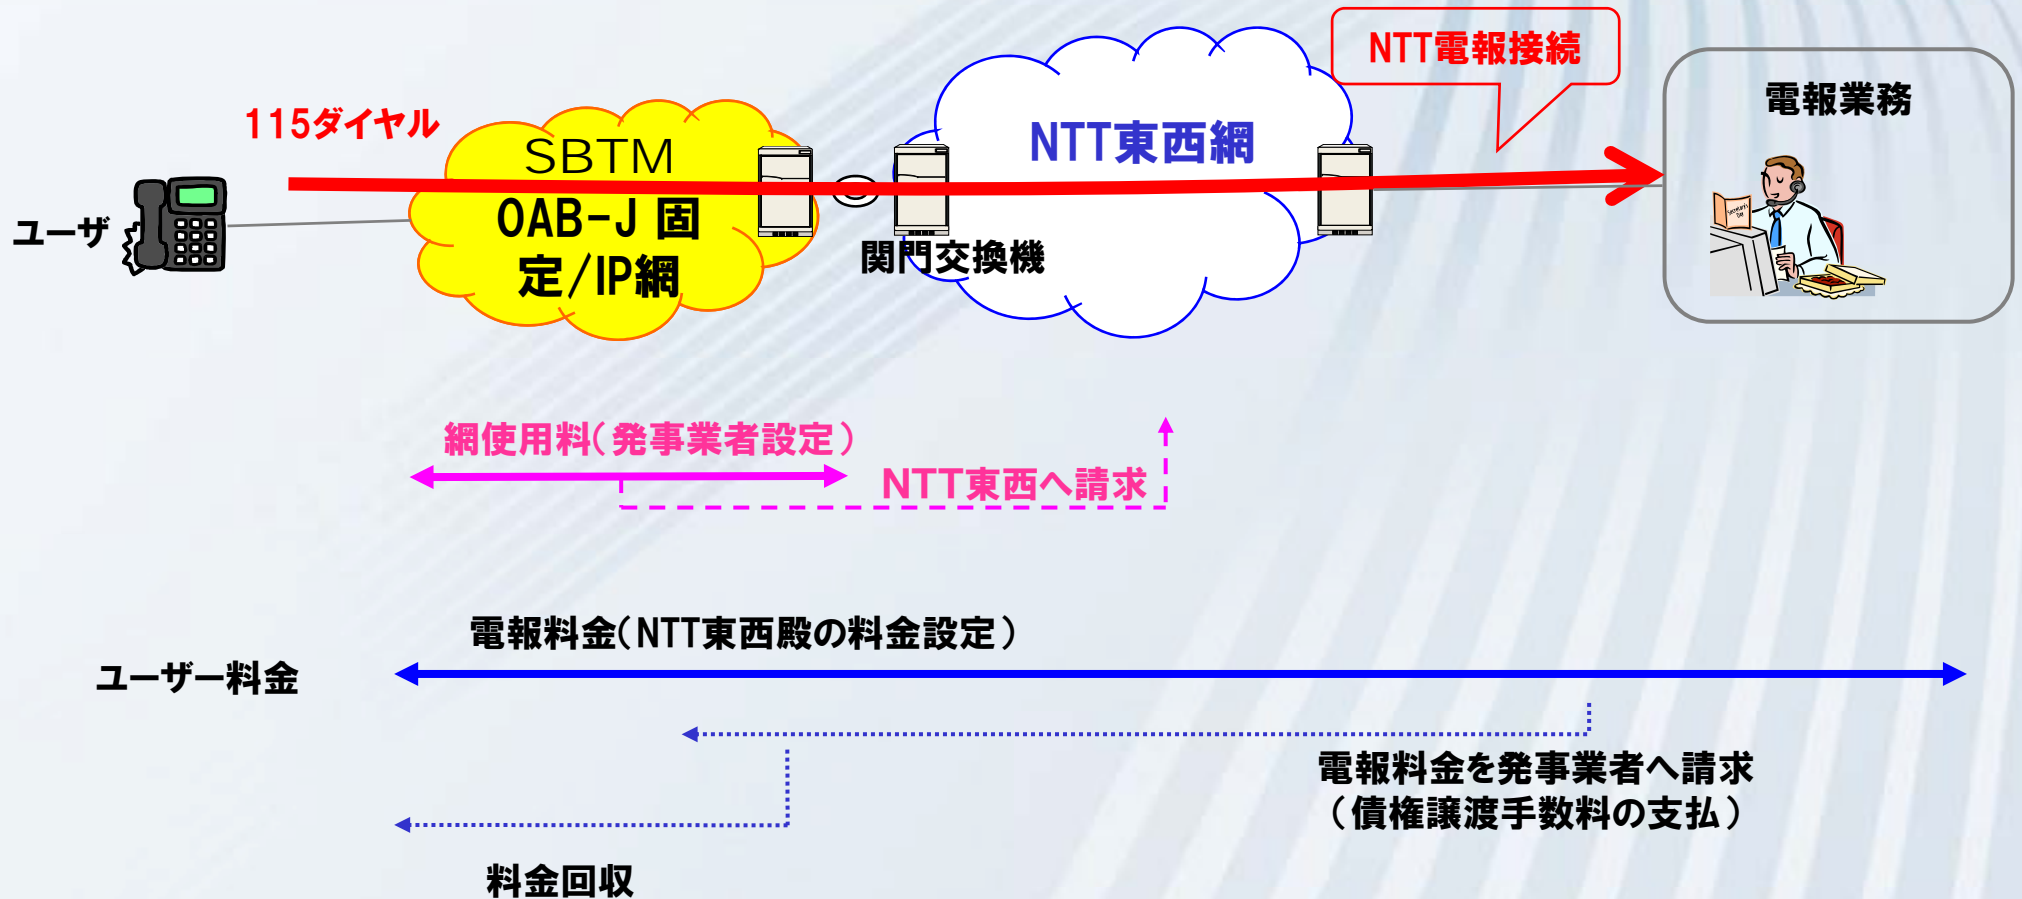 NTT電報接続
電報業務
115ダイヤル
SBTM
0AB-J 固
定/IP網
NTT東西網
ユーザ
関門交換機
網使用料(発事業者設定)
NTT東西へ請求
電報料金(NTT東西殿の料金設定)
ユーザー料金
電報料金を発事業者へ請求
(債権譲渡手数料の支払)
料金回収